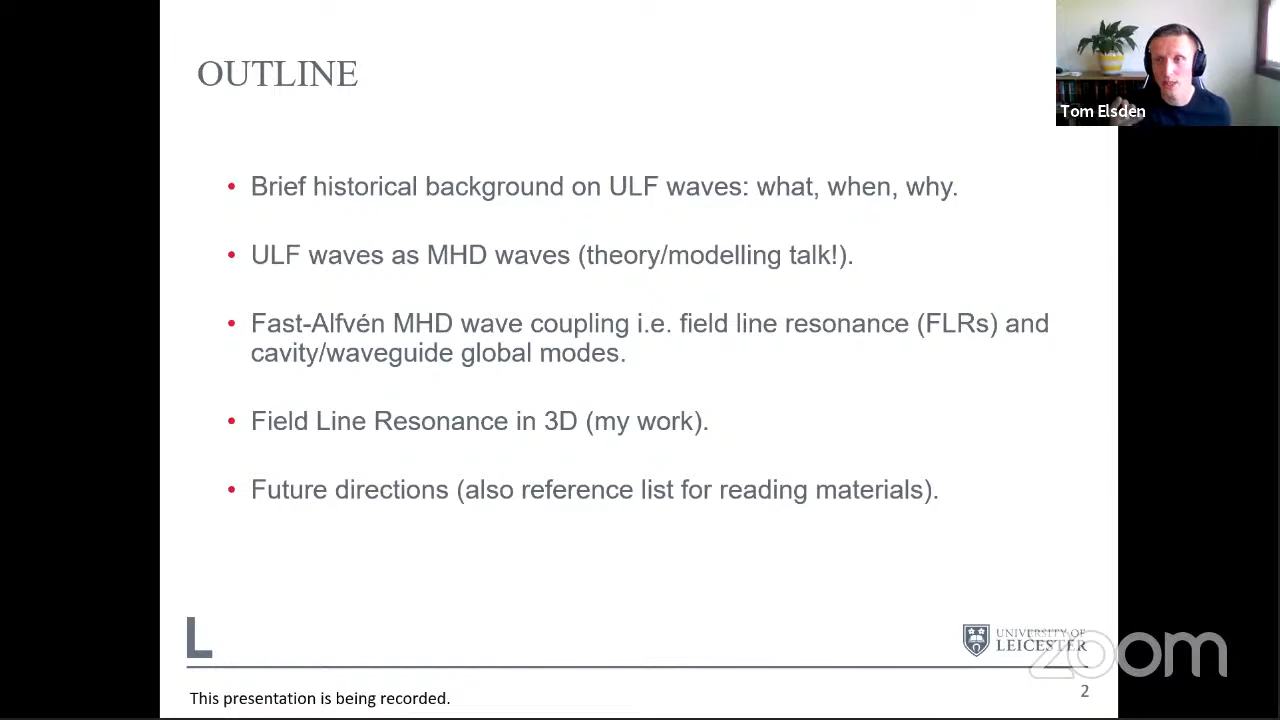 OUTLINE
Tom Elsden
• Brief historical background on ULF waves: what, when, why.
• ULF waves as MHD waves (theory/modelling talk!).
• Fast-Alfvén MHD wave coupling i.e. field line resonance (FLRs) and
cavity/waveguide global modes.
• Field Line Resonance in 3D (my work).
• Future directions (also reference list for reading materials).
L
UNIVERSITY OF
LEICESTER
zoom
This presentation is being recorded.
2